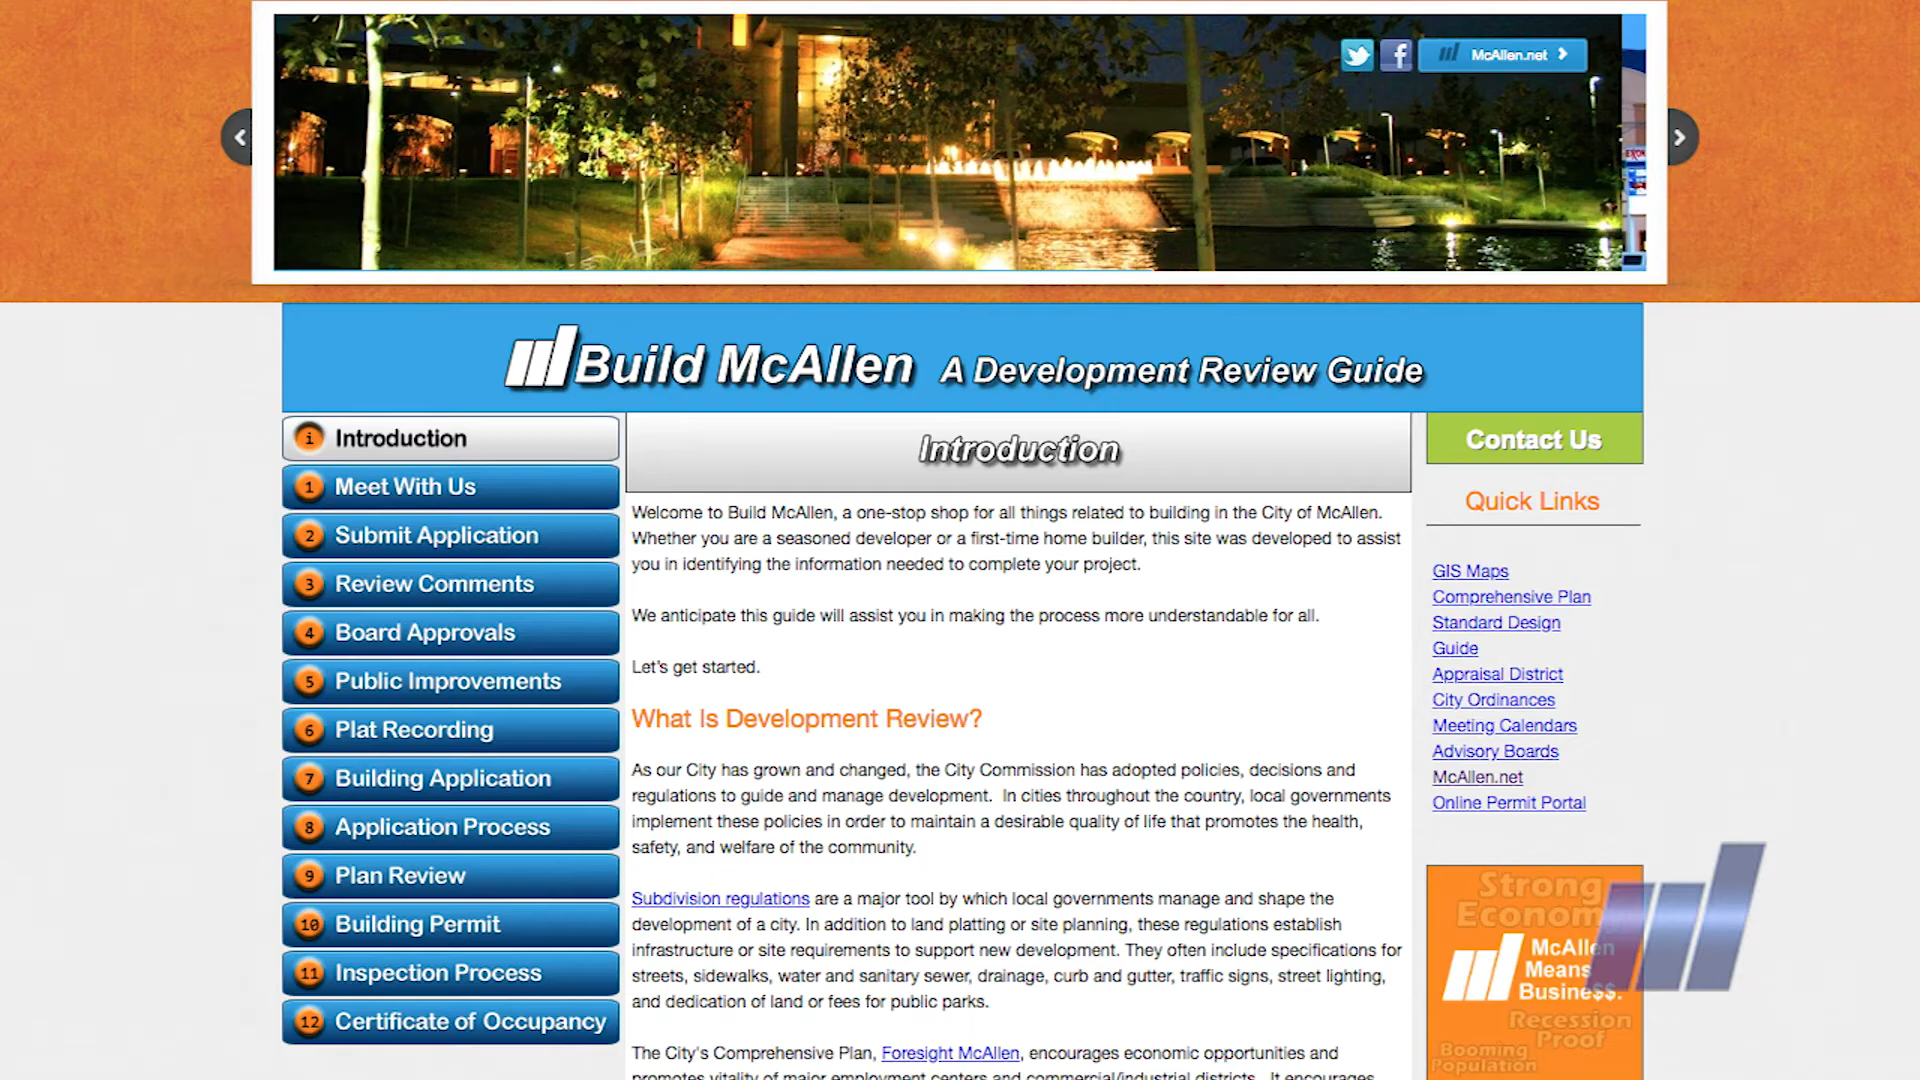 McAllen.net
Build McAllen A Development Review Guide
i Introduction
1 Meet With Us
2 Submit Application
3 Review Comments
4 Board Approvals
5 Public Improvements
6 Plat Recording
7 Building Application
8 Application Process
9 Plan Review
10 Building Permit
11 Inspection Process
12 Certificate of Occupancy
Introduction
Welcome to Build McAllen, a one-stop shop for all things related to building in the City of McAllen.
Whether you are a seasoned developer or a first-time home builder, this site was developed to assist
you in identifying the information needed to complete your project.
We anticipate this guide will assist you in making the process more understandable for all.
Let's get started.
What Is Development Review?
As our City has grown and changed, the City Commission has adopted policies, decisions and
regulations to guide and manage development. In cities throughout the country, local governments
implement these policies in order to maintain a desirable quality of life that promotes the health,
safety, and welfare of the community.
Subdivision regulations are a major tool by which local governments manage and shape the
development of a city. In addition to land platting or site planning, these regulations establish
infrastructure or site requirements to support new development. They often include specifications for
streets, sidewalks, water and sanitary sewer, drainage, curb and gutter, traffic signs, street lighting,
and dedication of land or fees for public parks.
The City's Comprehensive Plan, Foresight McAllen, encourages economic opportunities and
promotes vitality of major employment centers and commercial/industrial districts. It encourages
Contact Us
Quick Links
GIS Maps
Comprehensive Plan
Standard Design
Guide
Appraisal District
City Ordinances
Meeting Calendars
Advisory Boards
McAllen.net
Online Permit Portal
Strong
Economy
McAllen
Means
Busine$$.
Recession
Proof
Booming
Population